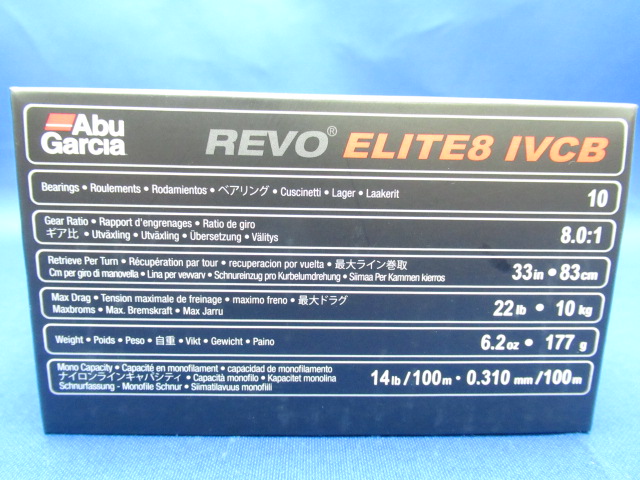 Abu Garcia
REVO® ELITE8 IVCB
Bearings • Roulements • Rodamientos • ベアリング • Cuscinetti • Lager • Laakerit
10
Gear Ratio • Rapport d'engrenages • Ratio de giro
ギア比 • Utväxling • Utväxling • Übersetzung • Välitys
8.0:1
Retrieve Per Turn • Récupération par tour • recuperacion por vuelta • 最大ライン巻取
Cm per giro di manovella • Lina per vevvarv • Schnureinzug pro Kurbelumdrehung • Siimaa Per Kammen kierros
33in • 83cm
Max Drag • Tension maximale de freinage • maximo freno • 最大ドラグ
Maxbroms • Max. Bremskraft • Max Jarru
22 lb • 10 kg
Weight • Poids • Peso • 自重 • Vikt • Gewicht • Paino
6.2 oz • 177 g
Mono Capacity • Capacité en monofilament • capacidad de monofilamento
ナイロンラインキャパシティ • Capacità monofilo • Kapacitet monolina
Schnurfassung - Monofile Schnur • Siimatilavuus monofiili
14 lb/100m • 0.310 mm/100m